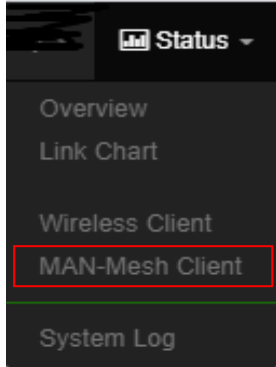 Status
Overview
Link Chart
Wireless Client
MAN-Mesh Client
System Log